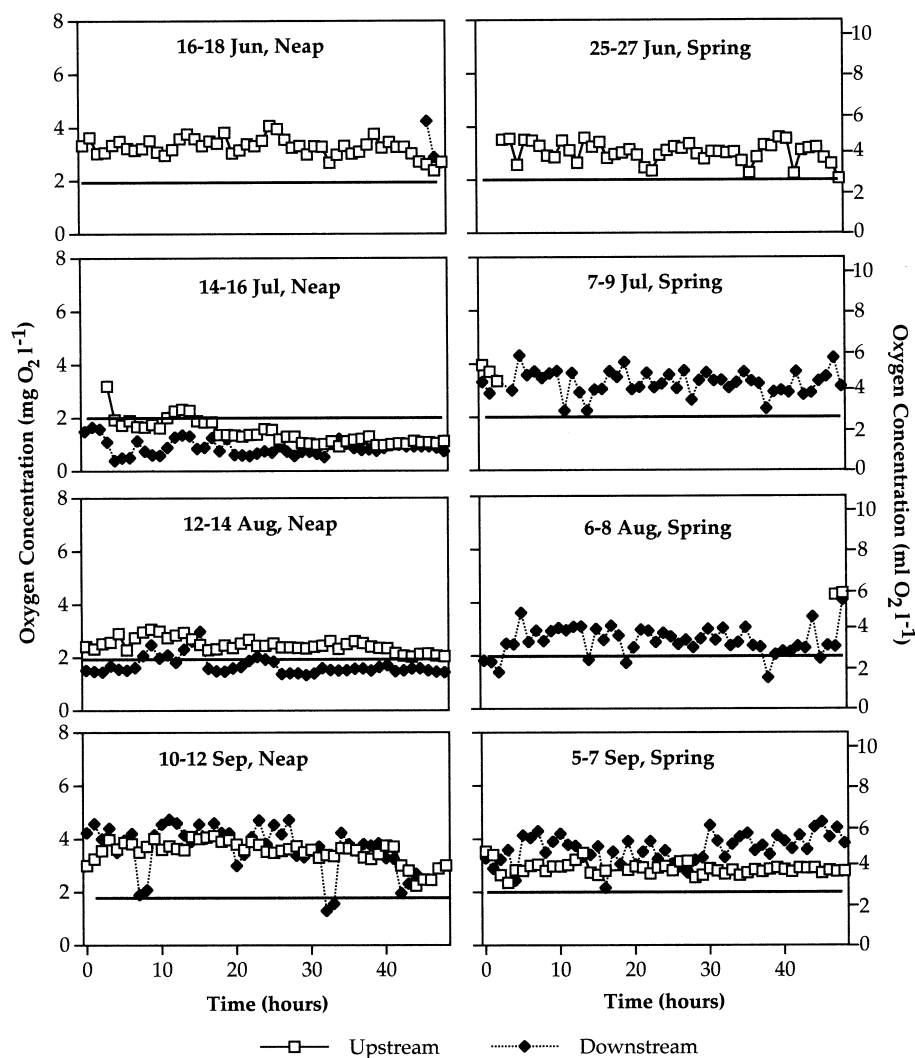 16-18 Jun, Neap
25-27 Jun, Spring
8
6
4
2
0
10
8
6
4
2
0
14-16 Jul, Neap
7-9 Jul, Spring
8
6
4
2
0
10
8
6
4
2
0
12-14 Aug, Neap
6-8 Aug, Spring
8
6
4
2
0
10
8
6
4
2
0
10-12 Sep, Neap
5-7 Sep, Spring
8
6
4
2
0
10
8
6
4
2
0
Oxygen Concentration (mg O2 l-1)
Oxygen Concentration (ml O2 l-1)
0 10 20 30 40
0 10 20 30 40
Time (hours)
Time (hours)
Upstream
Downstream